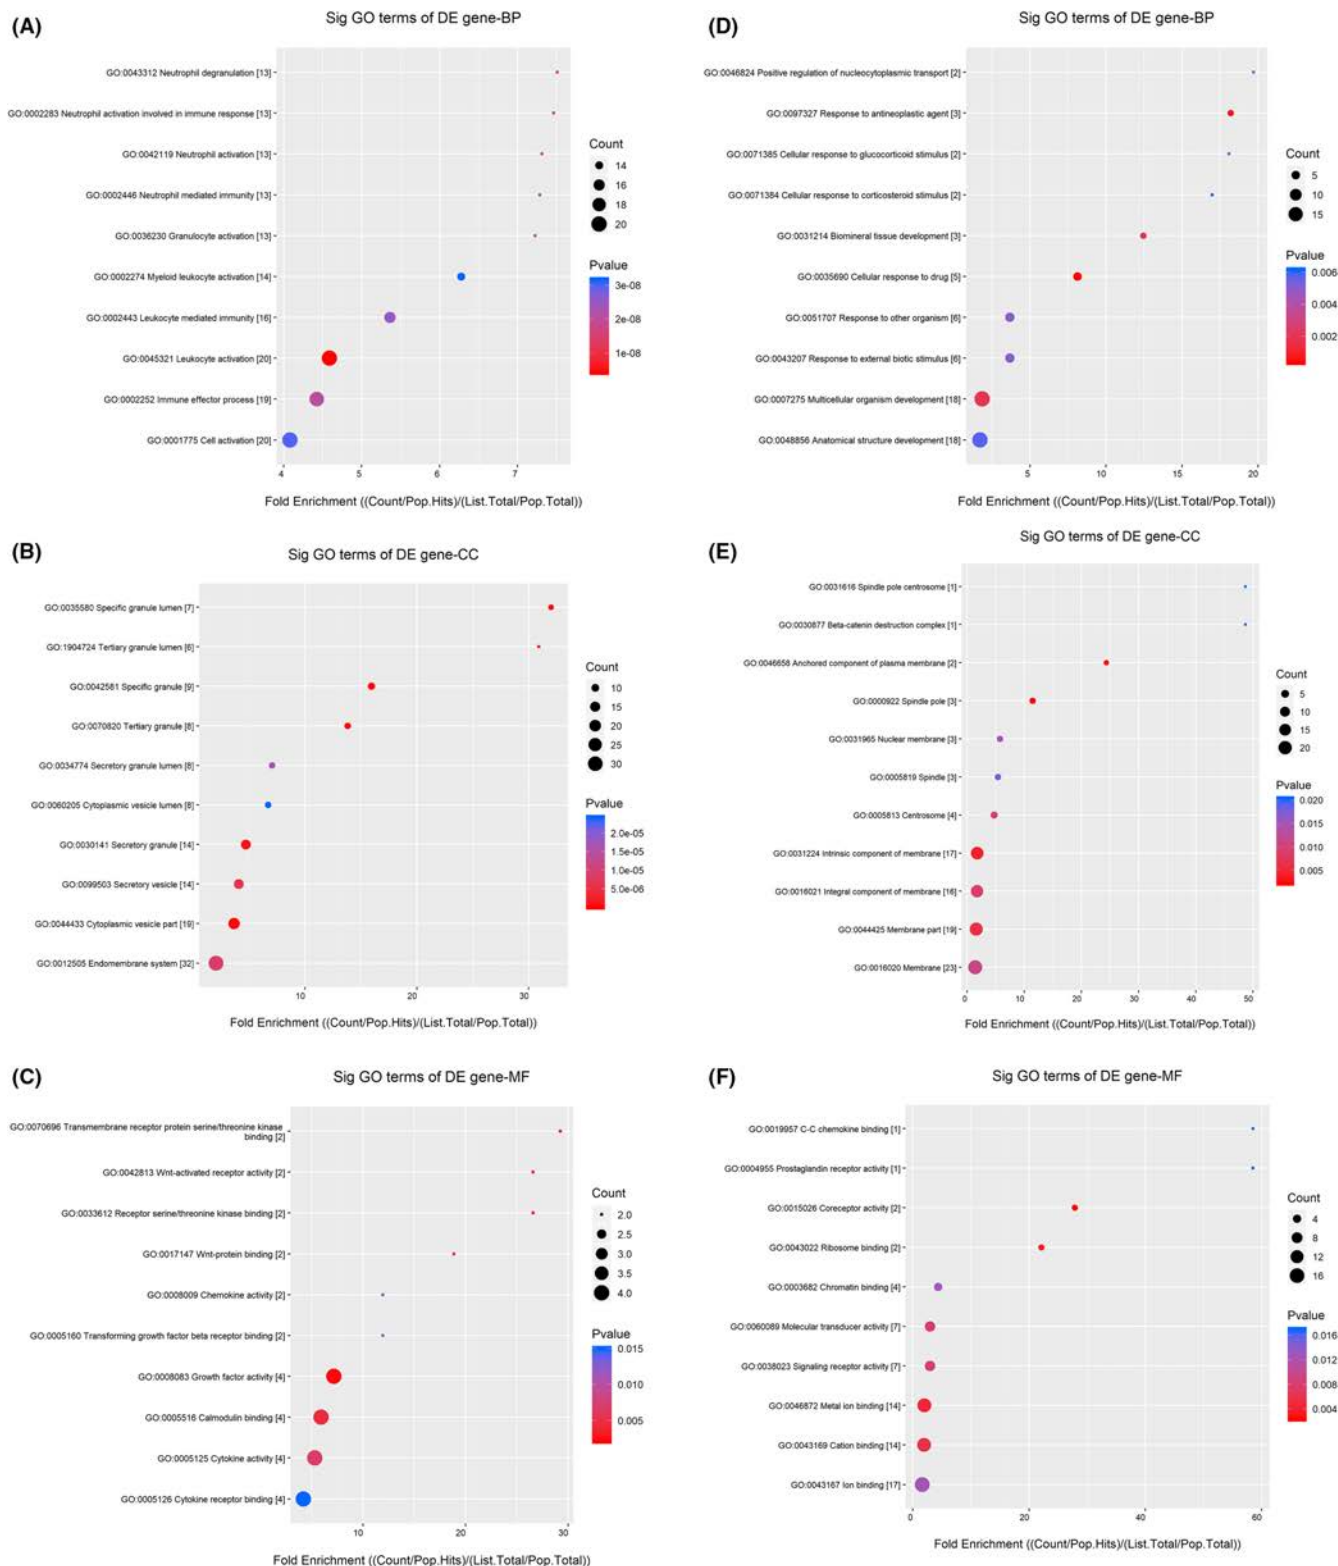 (A)
Sig GO terms of DE gene-BP
GO:0043312 Neutrophil degranulation [13]
GO:0002283 Neutrophil activation involved in immune response [13]
GO:0042119 Neutrophil activation [13]
GO:0002446 Neutrophil mediated immunity [13]
GO:0036230 Granulocyte activation [13]
GO:0002274 Myeloid leukocyte activation [14]
GO:0002443 Leukocyte mediated immunity [16]
GO:0045321 Leukocyte activation [20]
GO:0002252 Immune effector process [19]
GO:0001775 Cell activation [20]
4 5 6 7
Fold Enrichment ((Count/Pop.Hits)/(List.Total/Pop.Total))
Count
14
16
18
20
Pvalue
3e-08
2e-08
1e-08
(D)
Sig GO terms of DE gene-BP
GO:0046824 Positive regulation of nucleocytoplasmic transport [2]
GO:0097327 Response to antineoplastic agent [3]
GO:0071385 Cellular response to glucocorticoid stimulus [2]
GO:0071384 Cellular response to corticosteroid stimulus [2]
GO:0031214 Biomineral tissue development [3]
GO:0035690 Cellular response to drug [5]
GO:0051707 Response to other organism [6]
GO:0043207 Response to external biotic stimulus [6]
GO:0007275 Multicellular organism development [18]
GO:0048856 Anatomical structure development [18]
5 10 15 20
Fold Enrichment ((Count/Pop.Hits)/(List.Total/Pop.Total))
Count
5
10
15
Pvalue
0.006
0.004
0.002
(B)
Sig GO terms of DE gene-CC
GO:0035580 Specific granule lumen [7]
GO:1904724 Tertiary granule lumen [6]
GO:0042581 Specific granule [9]
GO:0070820 Tertiary granule [8]
GO:0034774 Secretory granule lumen [8]
GO:0060205 Cytoplasmic vesicle lumen [8]
GO:0030141 Secretory granule [14]
GO:0099503 Secretory vesicle [14]
GO:0044433 Cytoplasmic vesicle part [19]
GO:0012505 Endomembrane system [32]
10 20 30
Fold Enrichment ((Count/Pop.Hits)/(List.Total/Pop.Total))
Count
10
15
20
25
30
Pvalue
2.0e-05
1.5e-05
1.0e-05
5.0e-06
(E)
Sig GO terms of DE gene-CC
GO:0031616 Spindle pole centrosome [1]
GO:0030877 Beta-catenin destruction complex [1]
GO:0046658 Anchored component of plasma membrane [2]
GO:0000922 Spindle pole [3]
GO:0031965 Nuclear membrane [3]
GO:0005819 Spindle [3]
GO:0005813 Centrosome [4]
GO:0031224 Intrinsic component of membrane [17]
GO:0016021 Integral component of membrane [16]
GO:0044425 Membrane part [19]
GO:0016020 Membrane [23]
0 10 20 30 40 50
Fold Enrichment ((Count/Pop.Hits)/(List.Total/Pop.Total))
Count
5
10
15
20
Pvalue
0.020
0.015
0.010
0.005
(C)
Sig GO terms of DE gene-MF
GO:0070696 Transmembrane receptor protein serine/threonine kinase
binding [2]
GO:0042813 Wnt-activated receptor activity [2]
GO:0033612 Receptor serine/threonine kinase binding [2]
GO:0017147 Wnt-protein binding [2]
GO:0008009 Chemokine activity [2]
GO:0005160 Transforming growth factor beta receptor binding [2]
GO:0008083 Growth factor activity [4]
GO:0005516 Calmodulin binding [4]
GO:0005125 Cytokine activity [4]
GO:0005126 Cytokine receptor binding [4]
10 20 30
Fold Enrichment ((Count/Pop.Hits)/(List.Total/Pop.Total))
Count
2.0
2.5
3.0
3.5
4.0
Pvalue
0.015
0.010
0.005
(F)
Sig GO terms of DE gene-MF
GO:0019957 C-C chemokine binding [1]
GO:0004955 Prostaglandin receptor activity [1]
GO:0015026 Coreceptor activity [2]
GO:0043022 Ribosome binding [2]
GO:0003682 Chromatin binding [4]
GO:0060089 Molecular transducer activity [7]
GO:0038023 Signaling receptor activity [7]
GO:0046872 Metal ion binding [14]
GO:0043169 Cation binding [14]
GO:0043167 Ion binding [17]
0 20 40 60
Fold Enrichment ((Count/Pop.Hits)/(List.Total/Pop.Total))
Count
4
8
12
16
Pvalue
0.016
0.012
0.008
0.004